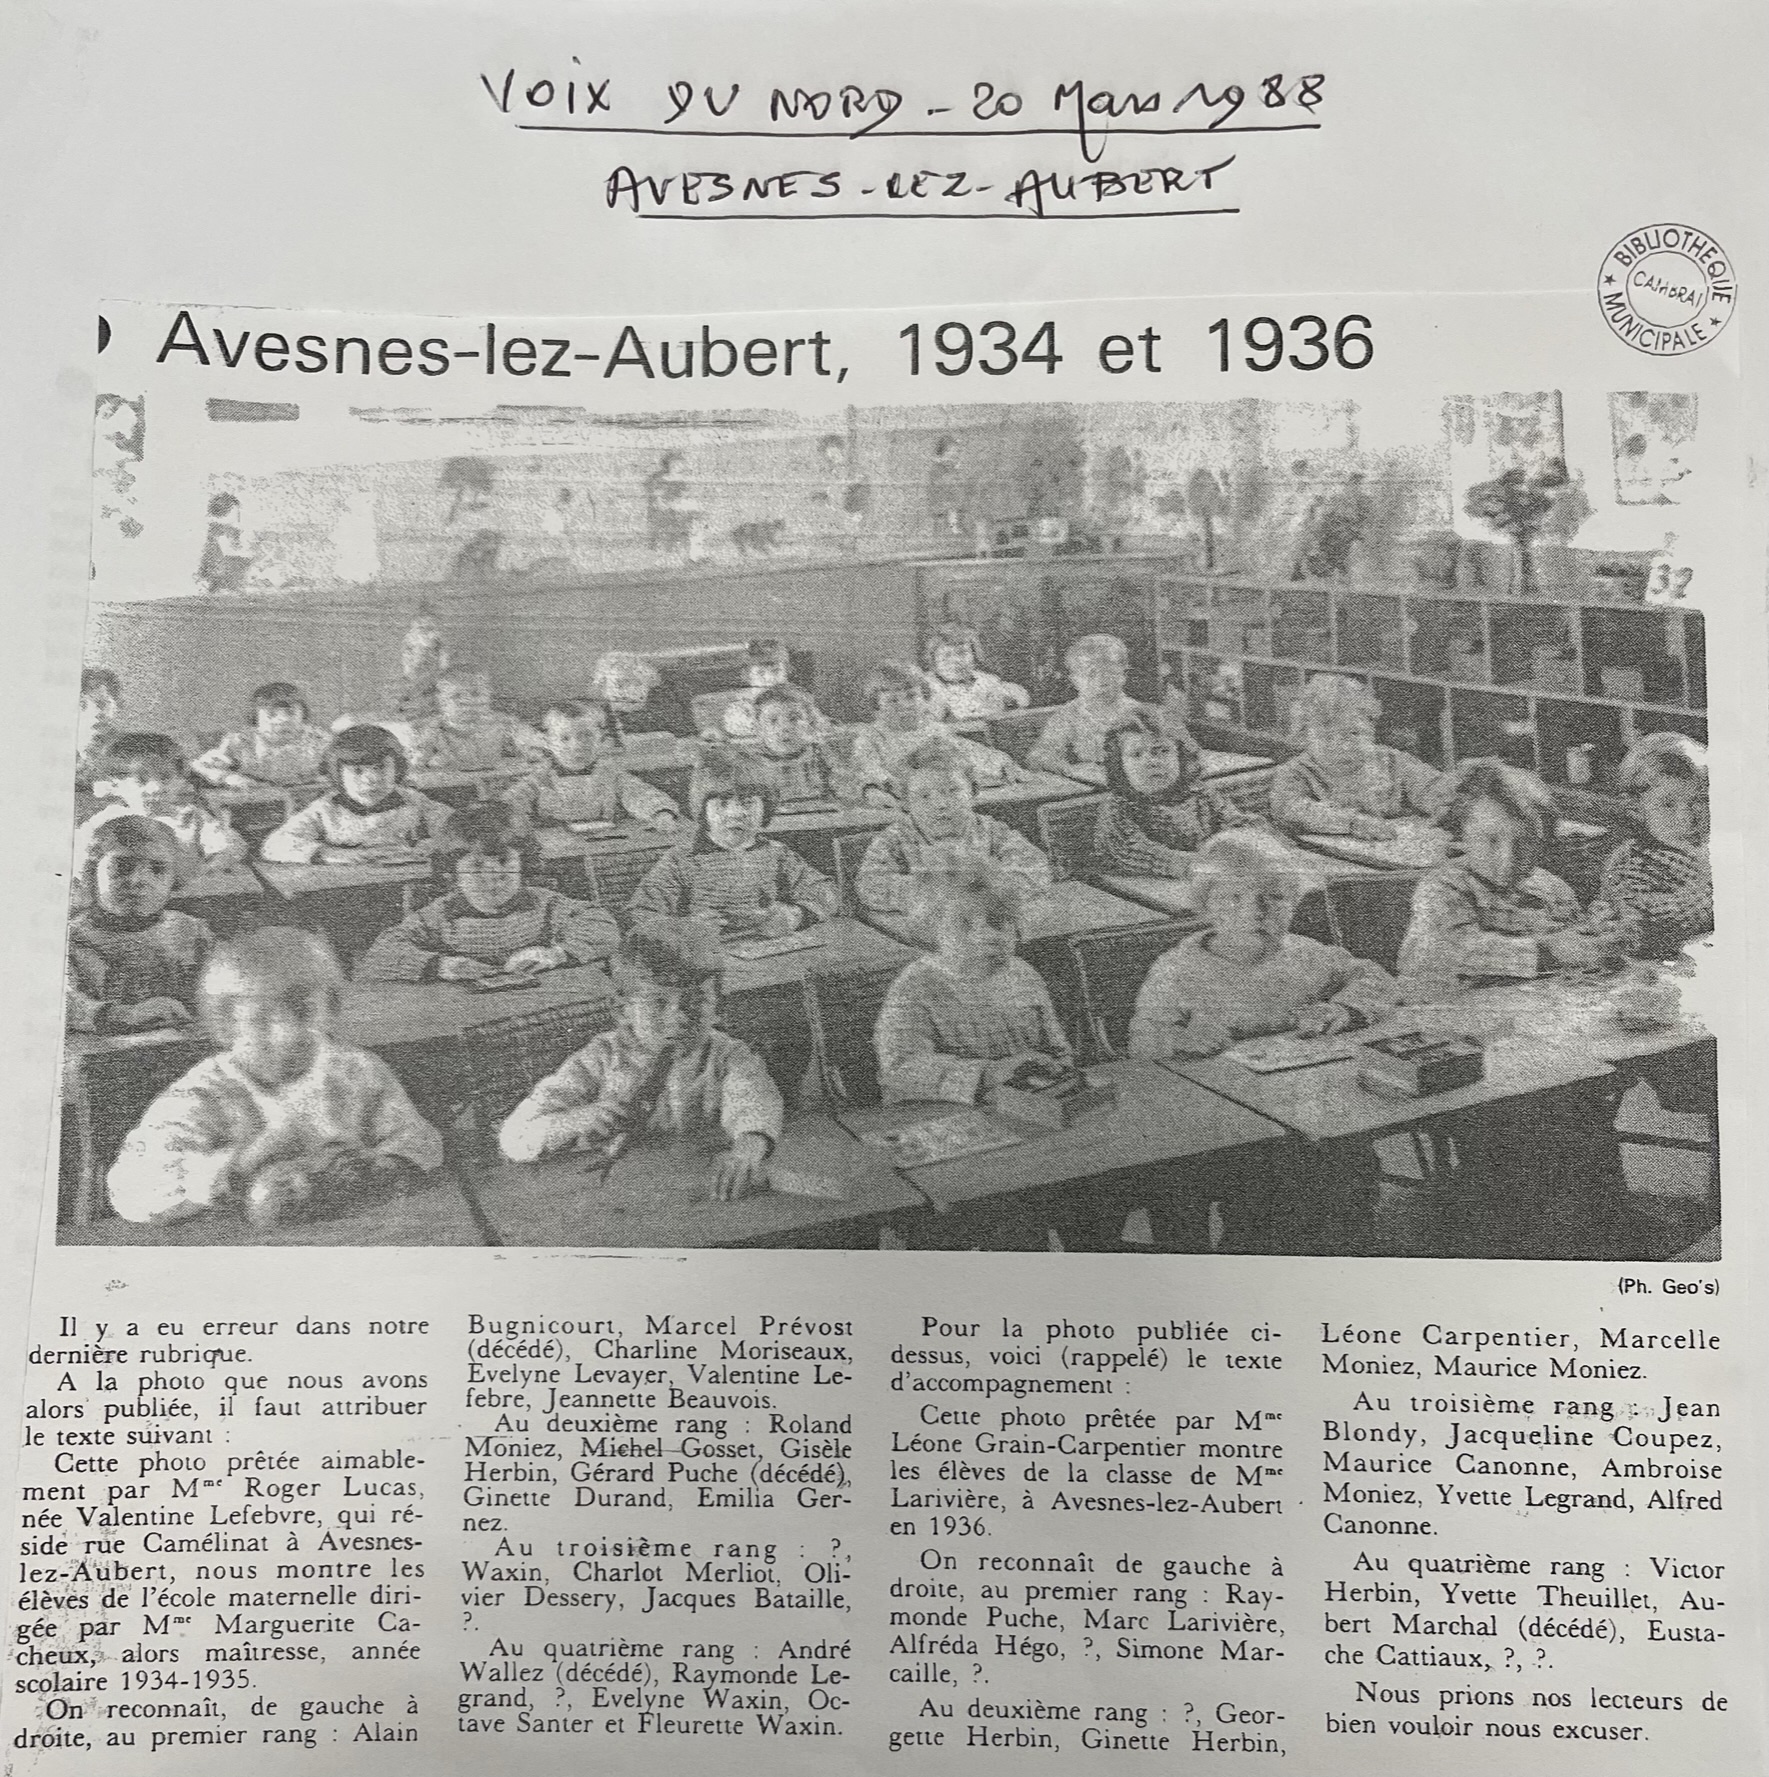 VOIX DU NORD - 20 Mars 1988
AVESNES-LEZ-AUBERT
BIBLIOTHEQUE MUNICIPALE
CAMBRAI
Avesnes-lez-Aubert, 1934 et 1936
32
(Ph. Geo's)
Il y a eu erreur dans notre
dernière rubrique.
A la photo que nous avons
alors publiée, il faut attribuer
le texte suivant :
Cette photo prêtée aimable-
ment par Mme Roger Lucas,
née Valentine Lefebvre, qui ré-
side rue Camélinat à Avesnes-
lez-Aubert, nous montre les
élèves de l'école maternelle diri-
gée par Mme Marguerite Ca-
cheux, alors maîtresse, année
scolaire 1934-1935.
On reconnaît, de gauche à
droite, au premier rang : Alain
Bugnicourt, Marcel Prévost
(décédé), Charline Moriseaux,
Evelyne Levayer, Valentine Le-
febre, Jeannette Beauvois.
Au deuxième rang : Roland
Moniez, Michel Gosset, Gisèle
Herbin, Gérard Puche (décédé),
Ginette Durand, Emilia Ger-
nez.
Au troisième rang : ?,
Waxin, Charlot Merliot, Oli-
vier Dessery, Jacques Bataille,
?.
Au quatrième rang : André
Wallez (décédé), Raymonde Le-
grand, ?, Evelyne Waxin, Oc-
tave Santer et Fleurette Waxin.
Pour la photo publiée ci-
dessus, voici (rappelé) le texte
d'accompagnement :
Cette photo prêtée par Mme
Léone Grain-Carpentier montre
les élèves de la classe de Mme
Larivière, à Avesnes-lez-Aubert
en 1936.
On reconnaît de gauche à
droite, au premier rang : Ray-
monde Puche, Marc Larivière,
Alfréda Hégo, ?, Simone Mar-
caille, ?.
Au deuxième rang : ?, Geor-
gette Herbin, Ginette Herbin,
Léone Carpentier, Marcelle
Moniez, Maurice Moniez.
Au troisième rang : Jean
Blondy, Jacqueline Coupez,
Maurice Canonne, Ambroise
Moniez, Yvette Legrand, Alfred
Canonne.
Au quatrième rang : Victor
Herbin, Yvette Theuillet, Au-
bert Marchal (décédé), Eusta-
che Cattiaux, ?, ?.
Nous prions nos lecteurs de
bien vouloir nous excuser.